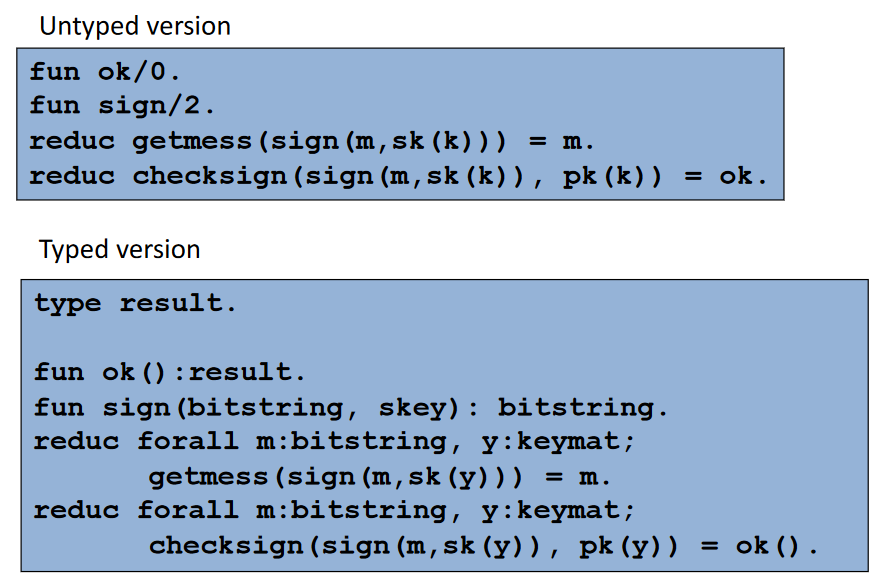 Untyped version
fun ok/0.
fun sign/2.
reduc getmess(sign(m,sk(k))) = m.
reduc checksign(sign(m,sk(k)), pk(k)) = ok.
Typed version
type result.
fun ok():result.
fun sign(bitstring, skey): bitstring.
reduc forall m:bitstring, y:keymat;
getmess(sign(m,sk(y))) = m.
reduc forall m:bitstring, y:keymat;
checksign(sign(m,sk(y)), pk(y)) = ok().